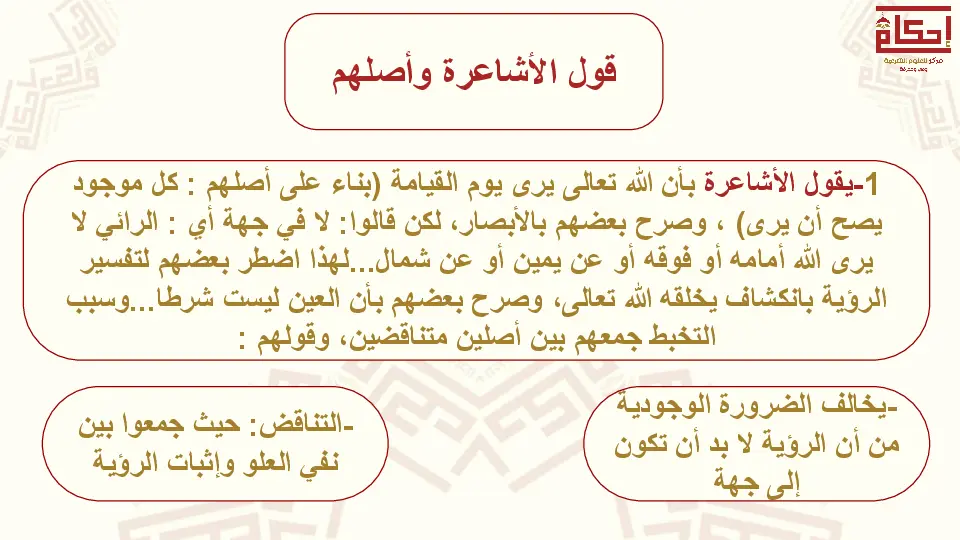 إحكام
مركز للعلوم الشرعية
وعي ومعرفة
قول الأشاعرة وأصلهم
1-يقول الأشاعرة بأن الله تعالى يرى يوم القيامة (بناء على أصلهم : كل موجود
يصح أن يرى) ، وصرح بعضهم بالأبصار، لكن قالوا: لا في جهة أي : الرائي لا
يرى الله أمامه أو فوقه أو عن يمين أو عن شمال...لهذا اضطر بعضهم لتفسير
الرؤية بانكشاف يخلقه الله تعالى، وصرح بعضهم بأن العين ليست شرطا...وسبب
التخبط جمعهم بين أصلين متناقضين، وقولهم :
-يخالف الضرورة الوجودية
من أن الرؤية لا بد أن تكون
إلى جهة
-التناقض: حيث جمعوا بين
نفي العلو وإثبات الرؤية